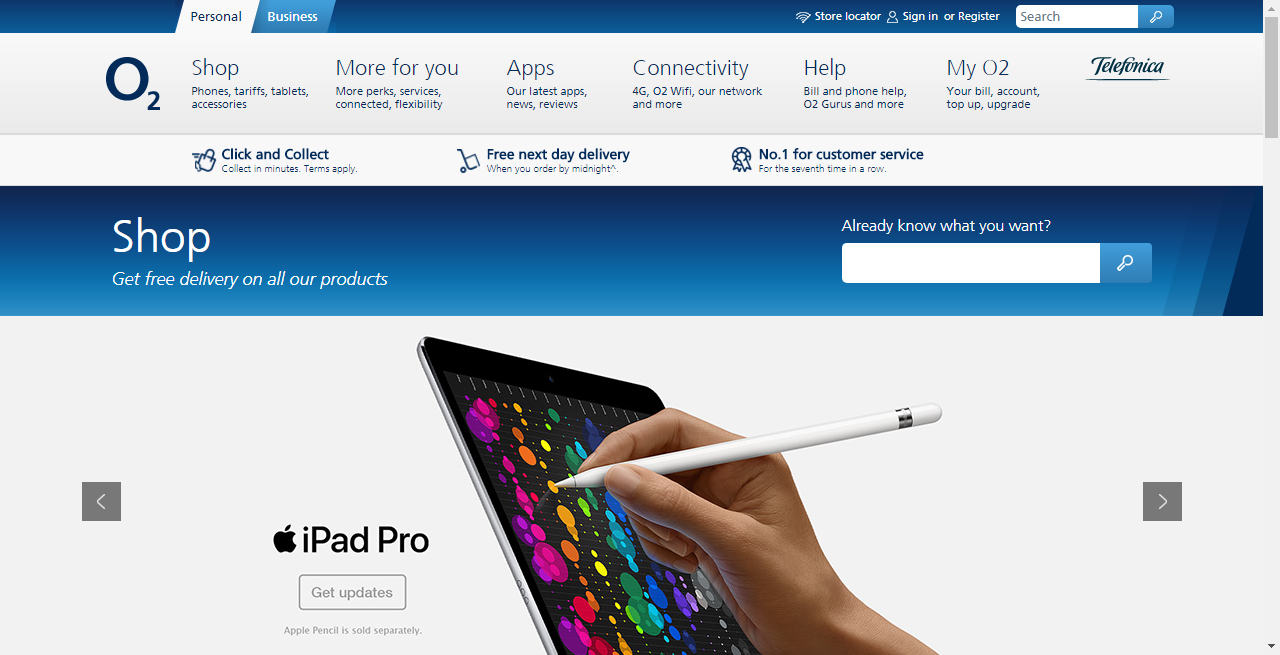 Personal
Business
Store locator
Sign in or Register
Search
O2
Shop
Phones, tariffs, tablets,
accessories
More for you
More perks, services,
connected, flexibility
Apps
Our latest apps,
news, reviews
Connectivity
4G, O2 Wifi, our network
and more
Help
Bill and phone help,
O2 Gurus and more
My O2
Your bill, account,
top up, upgrade
Telefónica
Click and Collect
Collect in minutes. Terms apply.
Free next day delivery
When you order by midnight^.
No.1 for customer service
For the seventh time in a row.
Shop
Get free delivery on all our products
Already know what you want?
iPad Pro
Get updates
Apple Pencil is sold separately.